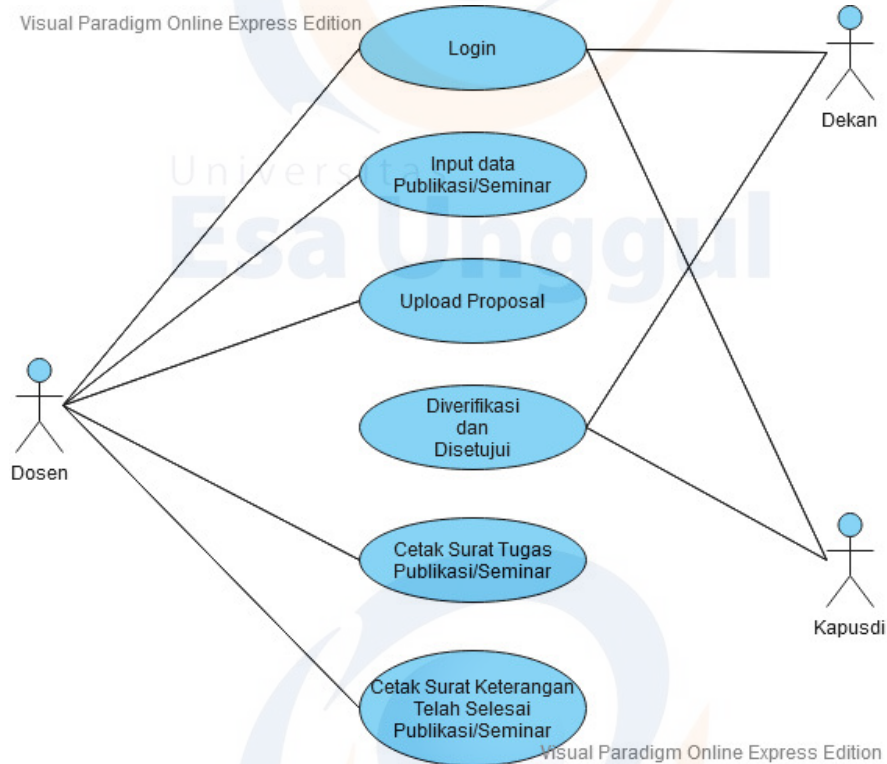 Visual Paradigm Online Express Edition
Login
Dekan
Input data
Publikasi/Seminar
Universitas
Esa Unggul
Upload Proposal
Diverifikasi
dan
Disetujui
Dosen
Cetak Surat Tugas
Publikasi/Seminar
Kapusdi
Cetak Surat Keterangan
Telah Selesai
Publikasi/Seminar
Visual Paradigm Online Express Edition